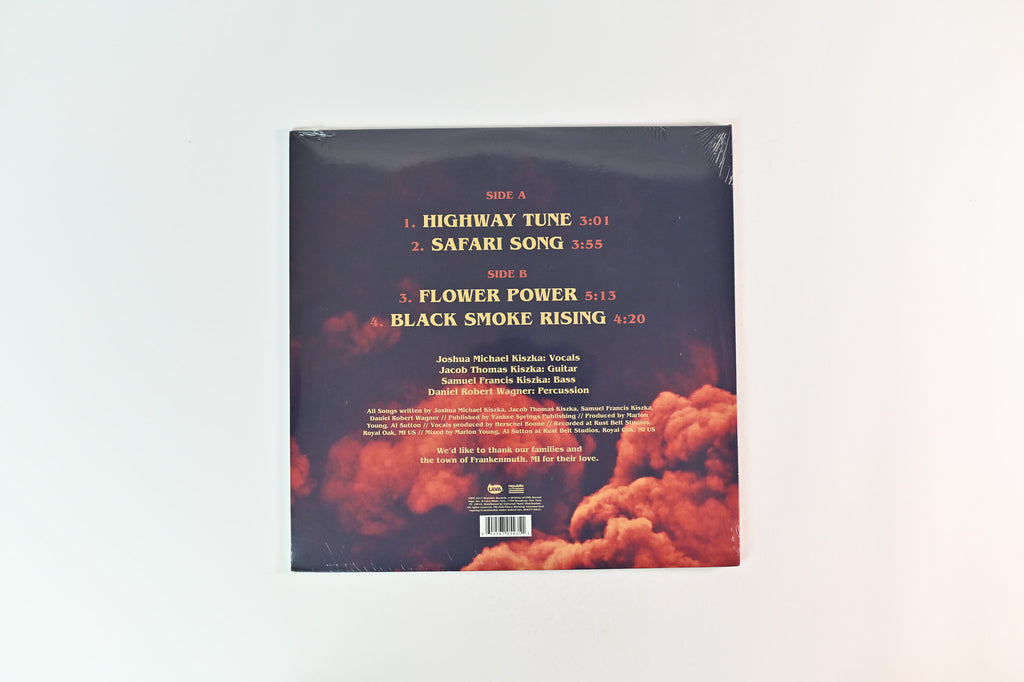 SIDE A
1. HIGHWAY TUNE 3:01
2. SAFARI SONG 3:55
SIDE B
3. FLOWER POWER 5:13
4. BLACK SMOKE RISING 4:20
Joshua Michael Kiszka: Vocals
Jacob Thomas Kiszka: Guitar
Samuel Francis Kiszka: Bass
Daniel Robert Wagner: Percussion
All Songs written by Joshua Michael Kiszka, Jacob Thomas Kiszka, Samuel Francis Kiszka,
Daniel Robert Wagner // Published by Yankee Springs Publishing // Produced by Marlon
Young, Al Sutton // Vocals produced by Herschel Boone // Recorded at Rust Belt Studios,
Royal Oak, MI US // Mixed by Marlon Young, Al Sutton at Rust Belt Studios, Royal Oak, MI US
We'd like to thank our families and
the town of Frankenmuth, MI for their love.
LAVA
republic